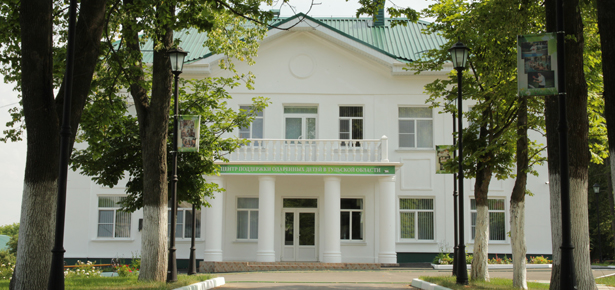 ЦЕНТР ПОДДЕРЖКИ ОДАРЕННЫХ ДЕТЕЙ В ТУЛЬСКОЙ ОБЛАСТИ